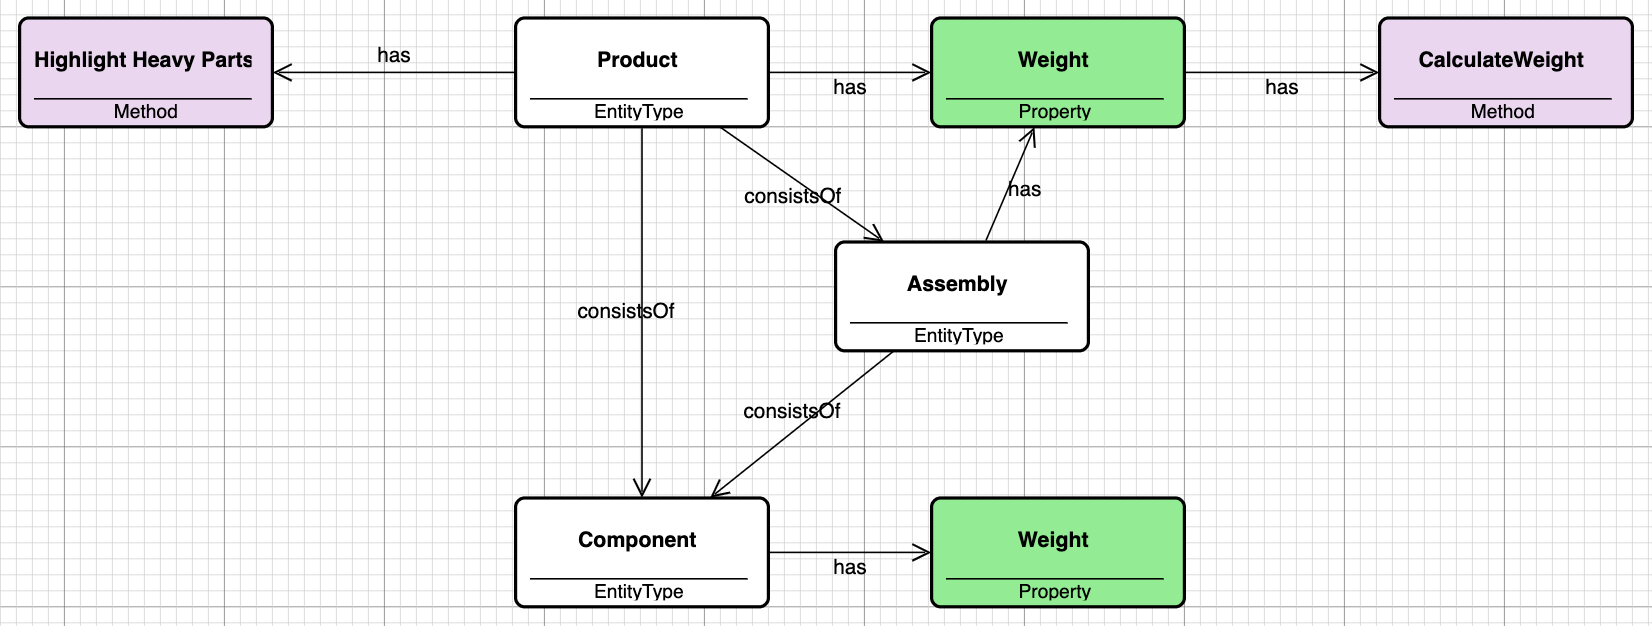 Highlight Heavy Parts
Method
has
Product
EntityType
has
Weight
Property
has
CalculateWeight
Method
consistsOf
has
Assembly
EntityType
consistsOf
consistsOf
Component
EntityType
has
Weight
Property